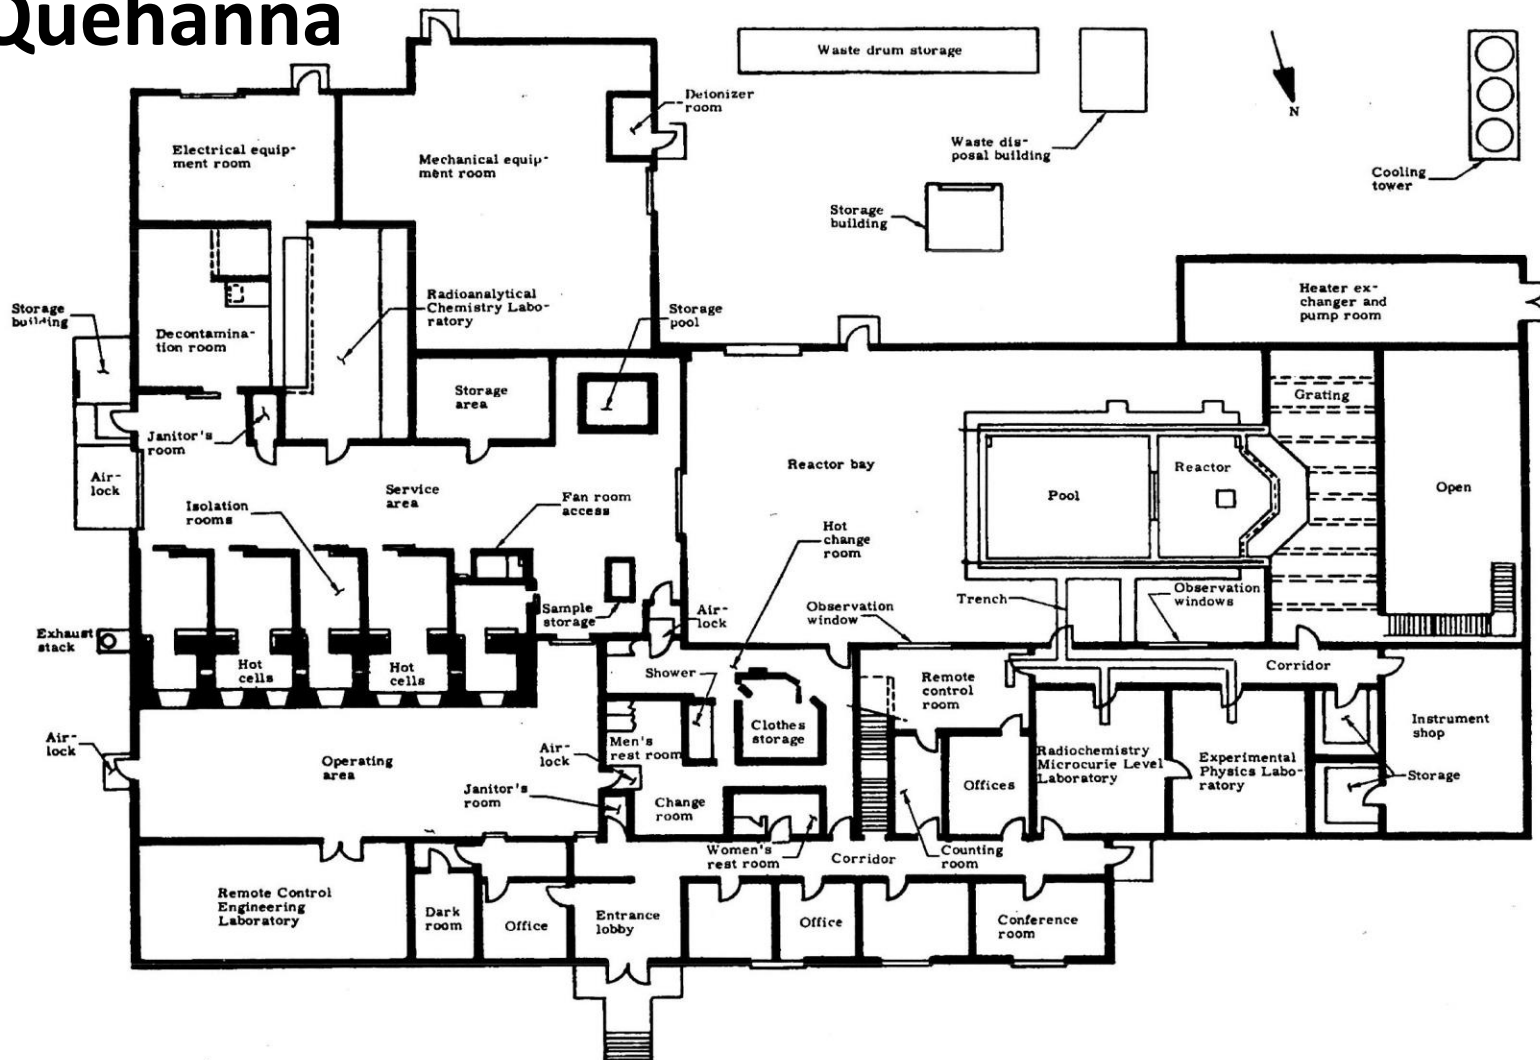 Quehanna
Waste drum storage
Deionizer
room
N
Electrical equip-
ment room
Mechanical equip-
ment room
Waste dis-
posal building
Cooling
tower
Storage
building
Heater ex-
changer and
pump room
Storage
building
Radioanalytical
Chemistry Labo-
ratory
Storage
pool
Decontamina-
tion room
Storage
area
Grating
Janitor's
room
Reactor bay
Reactor
Pool
Open
Air-
lock
Service
area
Isolation
rooms
Fan room
access
Hot
change
room
Sample
storage
Air-
lock
Observation
window
Trench
Observation
windows
Exhaust
stack
Hot
cells
Hot
cells
Shower
Remote
control
room
Corridor
Clothes
storage
Instrument
shop
Air-
lock
Operating
area
Air-
lock
Men's
rest room
Radiochemistry
Microcurie Level
Laboratory
Experimental
Physics Labo-
ratory
Offices
Storage
Janitor's
room
Change
room
Women's
rest room
Corridor
Counting
room
Remote Control
Engineering
Laboratory
Dark
room
Office
Entrance
lobby
Office
Conference
room